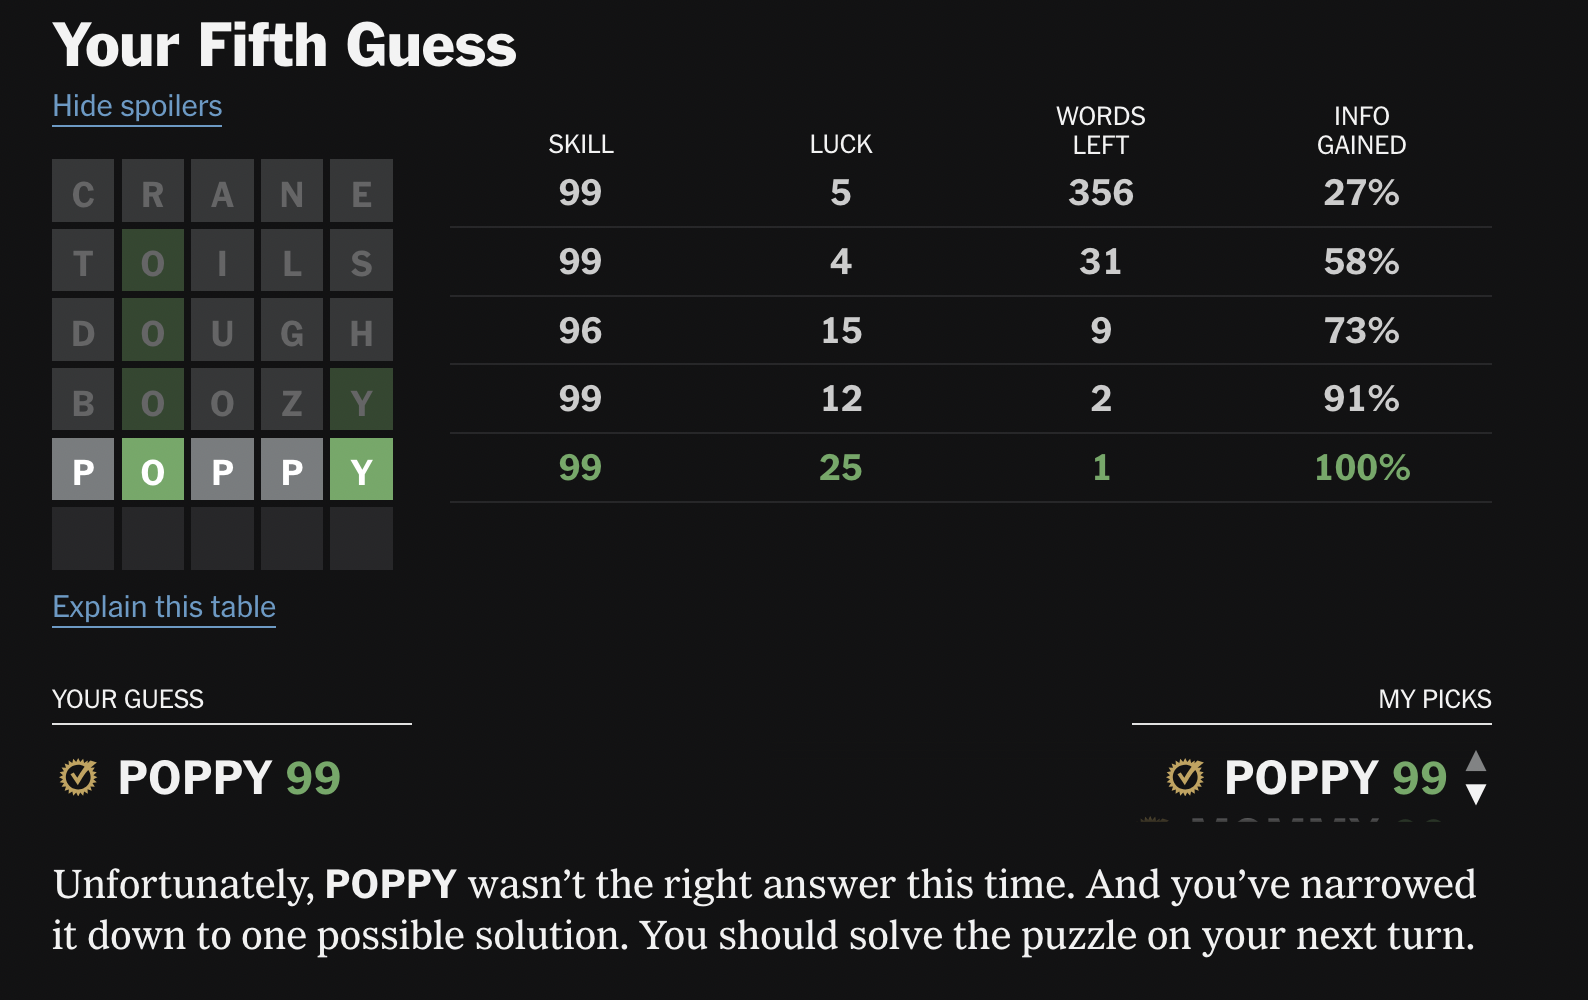 Your Fifth Guess
Hide spoilers
SKILL LUCK WORDS LEFT INFO GAINED
C R A N E 99 5 356 27%
T O I L S 99 4 31 58%
D O U G H 96 15 9 73%
B O O Z Y 99 12 2 91%
P O P P Y 99 25 1 100%
Explain this table
YOUR GUESS MY PICKS
POPPY 99 POPPY 99
Unfortunately, POPPY wasn’t the right answer this time. And you’ve narrowed
it down to one possible solution. You should solve the puzzle on your next turn.